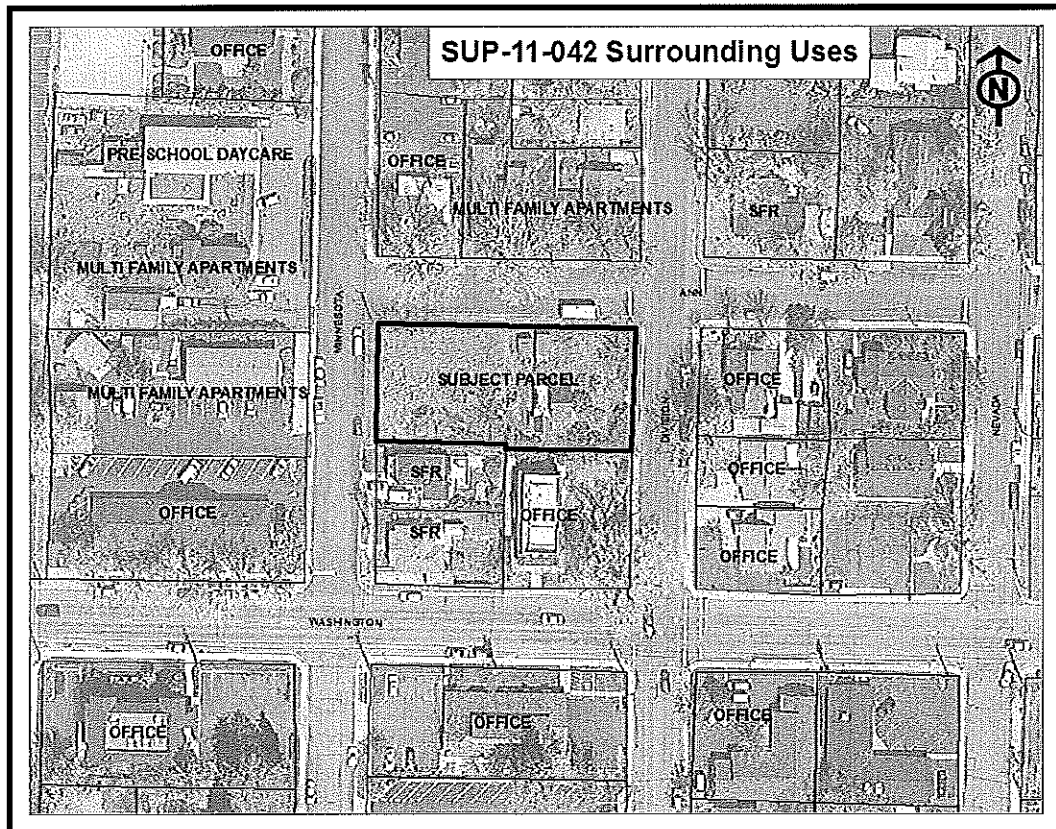 SUP-11-042 Surrounding Uses
N
OFFICE
PRE SCHOOL DAYCARE
OFFICE
MULTI FAMILY APARTMENTS
SFR
MULTI FAMILY APARTMENTS
ANN
MINNESOTA
SUBJECT PARCEL
MULTI FAMILY APARTMENTS
OFFICE
DIVISION
NEVADA
SFR
OFFICE
OFFICE
OFFICE
SFR
OFFICE
WASHINGTON
OFFICE
OFFICE
OFFICE